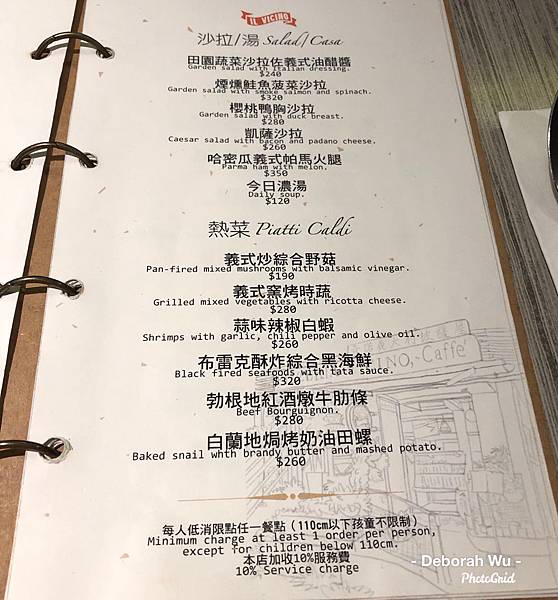 IL VICINO
沙拉/湯 Salad/Casa
田園蔬菜沙拉佐義式油醋醬
Garden salad with Italian dressing.
$240
煙燻鮭魚菠菜沙拉
Garden salad with smoke salmon and spinach.
$320
櫻桃鴨胸沙拉
Garden salad with duck breast.
$280
凱薩沙拉
Caesar salad with bacon and padano cheese.
$260
哈密瓜義式帕馬火腿
Parma ham with melon.
$350
今日濃湯
Daily soup.
$120
熱菜 Piatti Caldi
義式炒綜合野菇
Pan-fired mixed mushrooms with balsamic vinegar.
$190
義式窯烤時蔬
Grilled mixed vegetables with ricotta cheese.
$280
蒜味辣椒白蝦
Shrimps with garlic, chili pepper and olive oil.
$260
布雷克酥炸綜合黑海鮮
Black fired seafoods with tata sauce.
$320
勃根地紅酒燉牛肋條
Beef Bourguignon.
$280
白蘭地焗烤奶油田螺
Baked snail whth brandy butter and mashed potato.
$260
INO, Caffe'
每人低消限點任一餐點（110cm以下孩童不限制）
Minimum charge at least 1 order per person,
except for children below 110cm.
本店加收10%服務費
10% Service charge
- Deborah Wu -
PhotoGrid